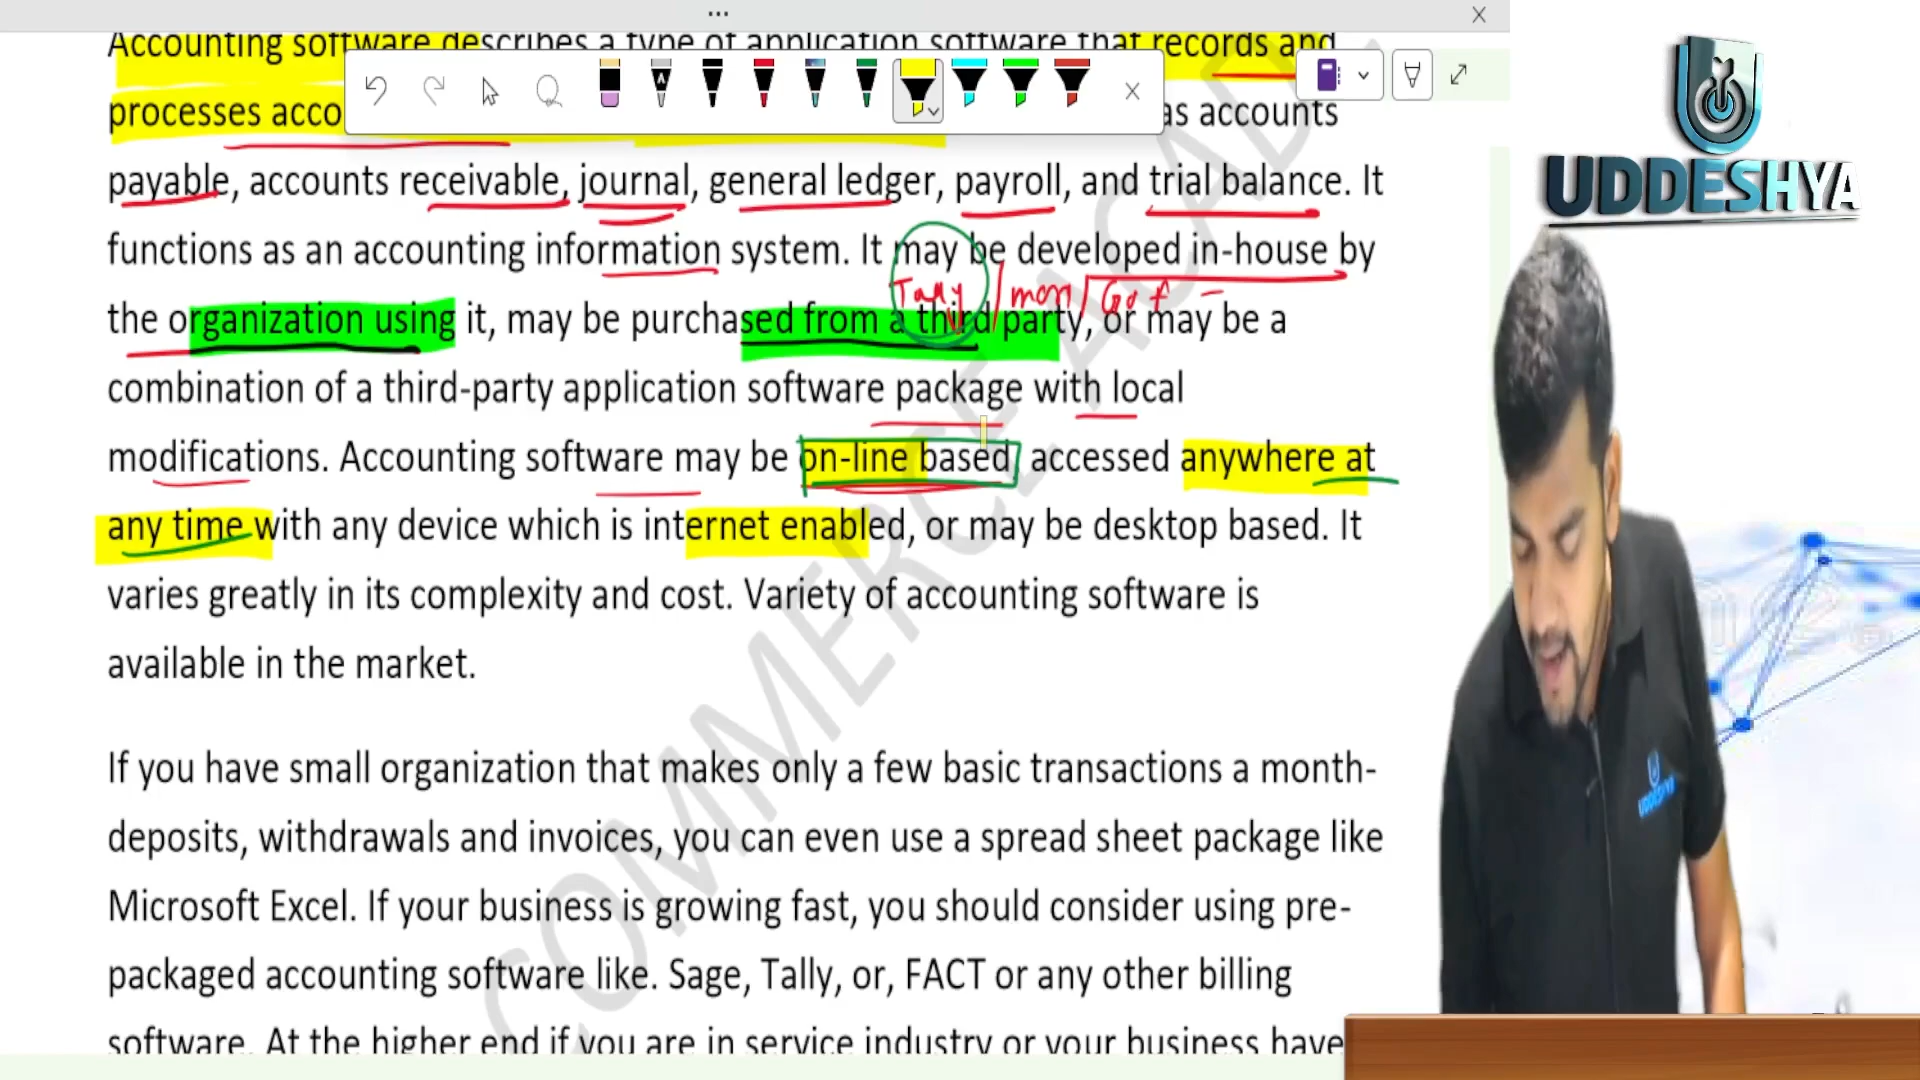 Accounting software describes a type of application software that records and
processes acco as accounts
payable, accounts receivable, journal, general ledger, payroll, and trial balance. It
functions as an accounting information system. It may be developed in-house by
Tally
the organization using it, may be purchased from a third party, or may be a
combination of a third-party application software package with local
modifications. Accounting software may be on-line based, accessed anywhere at
any time with any device which is internet enabled, or may be desktop based. It
varies greatly in its complexity and cost. Variety of accounting software is
available in the market.
If you have small organization that makes only a few basic transactions a month-
deposits, withdrawals and invoices, you can even use a spread sheet package like
Microsoft Excel. If your business is growing fast, you should consider using pre-
packaged accounting software like. Sage, Tally, or, FACT or any other billing
software. At the higher end if you are in service industry or your business have
COMMERCE ACAD
UDDESHYA
UDDESHYA